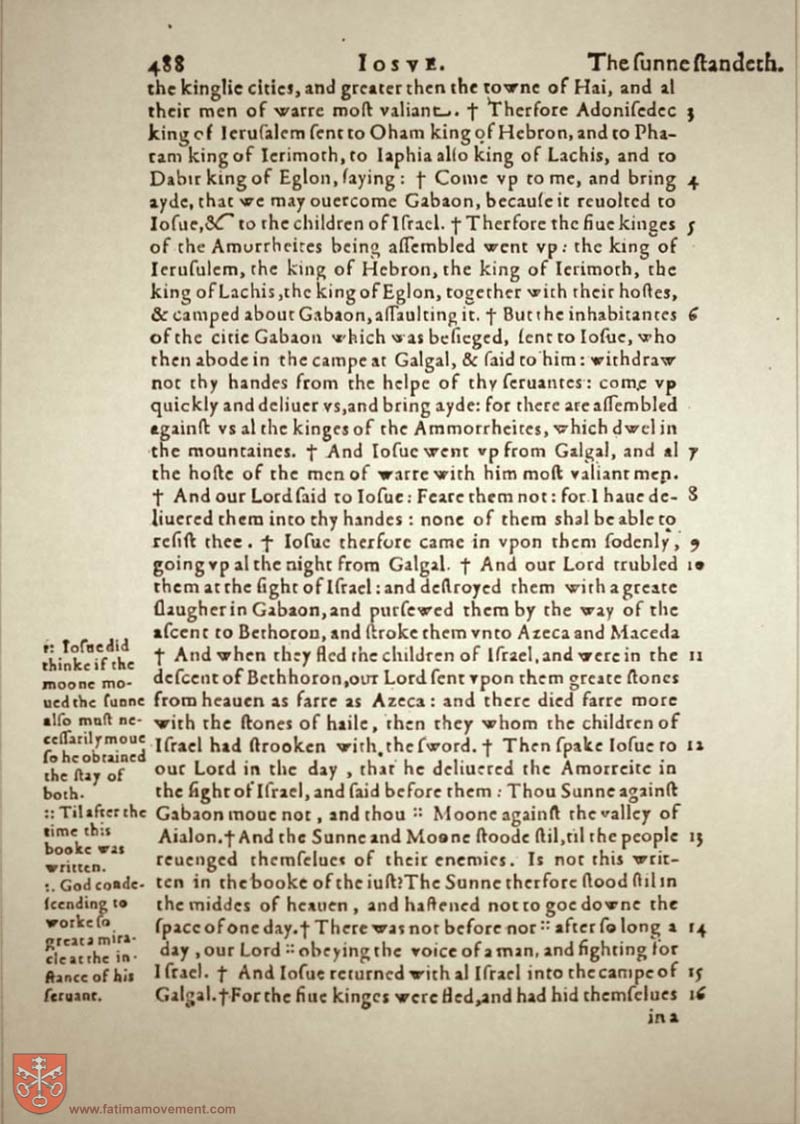 488 IOSVE. The sunne standeth.
the kinglie cities, and greater then the towne of Hai, and al
their men of warre most valiant. † Therfore Adonisedec 3
king of Ierusalem sent to Oham king of Hebron, and to Pha-
ram king of Ierimoth, to Iaphia also king of Lachis, and to
Dabir king of Eglon, saying: † Come vp to me, and bring 4
ayde, that we may ouercome Gabaon, because it reuolted to
Iosue, & to the children of Israel. † Therfore the fiue kinges 5
of the Amorrheites being assembled went vp: the king of
Ierusulem, the king of Hebron, the king of Ierimoth, the
king of Lachis, the king of Eglon, together with their hostes,
& camped about Gabaon, assaulting it. † But the inhabitantes 6
of the citie Gabaon which was besieged, sent to Iosue, who
then abode in the campe at Galgal, & said to him: withdraw
not thy handes from the helpe of thy seruantes: come vp
quickly and deliuer vs, and bring ayde: for there are assembled
against vs al the kinges of the Ammorrheites, which dwel in
the mountaines. † And Iosue went vp from Galgal, and al 7
the hoste of the men of warre with him most valiant men.
† And our Lord said to Iosue: Feare them not: for I haue de- 8
liuered them into thy handes: none of them shal be able to
resist thee. † Iosue therfore came in vpon them sodenly, 9
going vp al the night from Galgal. † And our Lord trubled 10
them at the sight of Israel: and destroyed them with a greate
slaugher in Gabaon, and pursewed them by the way of the
ascent to Bethoron, and stroke them vnto Azeca and Maceda
† And when they fled the children of Israel, and were in the 11
descent of Bethhoron, our Lord sent vpon them greate stones
from heauen as farre as Azeca: and there died farre more
with the stones of haile, then they whom the children of
Israel had strooken with the sword. † Then spake Iosue to 12
our Lord in the day, that he deliuered the Amorreite in
the sight of Israel, and said before them: Thou Sunne against
Gabaon moue not, and thou :: Moone against the valley of
Aialon. † And the Sunne and Moone stoode stil, til the people 13
reuenged themselues of their enemies. Is not this writ-
ten in the booke of the iust? The Sunne therfore stood stil in
the middes of heauen, and hastened not to goe downe the
space of one day. † There was not before nor :: after so long a 14
day, our Lord :: obeying the voice of a man, and fighting for
Israel. † And Iosue returned with al Israel into the campe of 15
Galgal. † For the fiue kinges were fled, and had hid themselues 16
in a
:: Iosue did
thinke if the
moone mo-
ued the sunne
also must ne-
cessarily moue
so he obtained
the stay of
both.
:: Til after the
time this
booke was
written.
:. God conde-
scending to
worke so
great a mira-
cle at the in-
stance of his
seruant.
www.fatimamovement.com